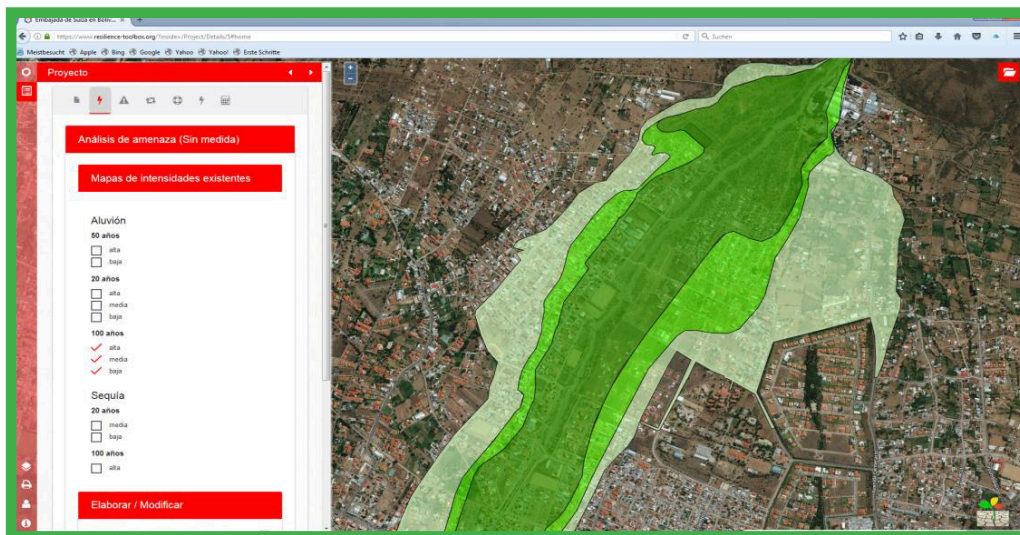 Embajada de Suiza en Boliv...
https://www.resilience-toolbox.org/?inside=/Project/Details/5#home
Suchen
Meistbesucht Apple Bing Google Yahoo Yahoo! Erste Schritte
Proyecto
Análisis de amenaza (Sin medida)
Mapas de intensidades existentes
Aluvión
50 años
alta
baja
20 años
alta
media
baja
100 años
alta
media
baja
Sequía
20 años
media
baja
100 años
alta
Elaborar / Modificar